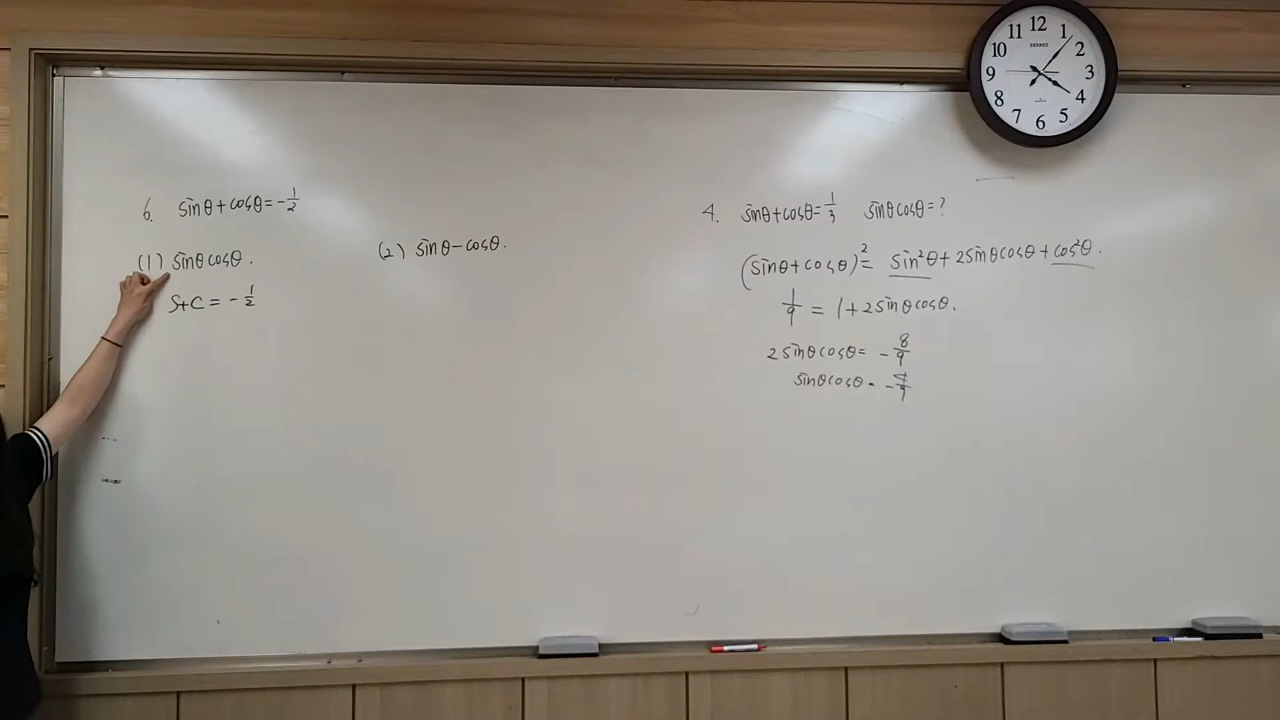 6. sinθ+cosθ=-1/2
(1) sinθcosθ.
S+C = -1/2
(2) sinθ-cosθ.
4. sinθ+cosθ=1/3 sinθcosθ=?
(sinθ+cosθ)²= sin²θ+2sinθcosθ+cos²θ.
1/9 = 1+2sinθcosθ.
2sinθcosθ= -8/9
sinθcosθ= -4/9
12
1
2
3
4
5
6
7
8
9
10
11